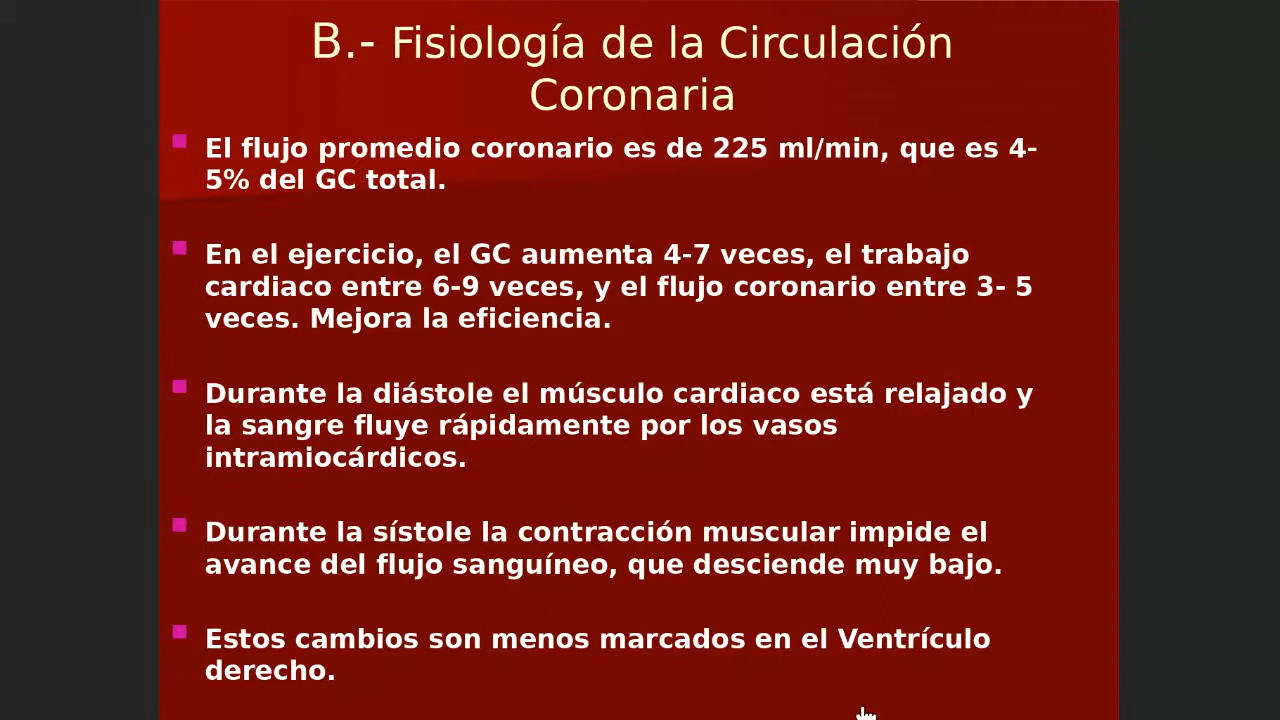 B.- Fisiología de la Circulación
Coronaria
El flujo promedio coronario es de 225 ml/min, que es 4-
5% del GC total.
En el ejercicio, el GC aumenta 4-7 veces, el trabajo
cardiaco entre 6-9 veces, y el flujo coronario entre 3- 5
veces. Mejora la eficiencia.
Durante la diástole el músculo cardiaco está relajado y
la sangre fluye rápidamente por los vasos
intramiocárdicos.
Durante la sístole la contracción muscular impide el
avance del flujo sanguíneo, que desciende muy bajo.
Estos cambios son menos marcados en el Ventrículo
derecho.